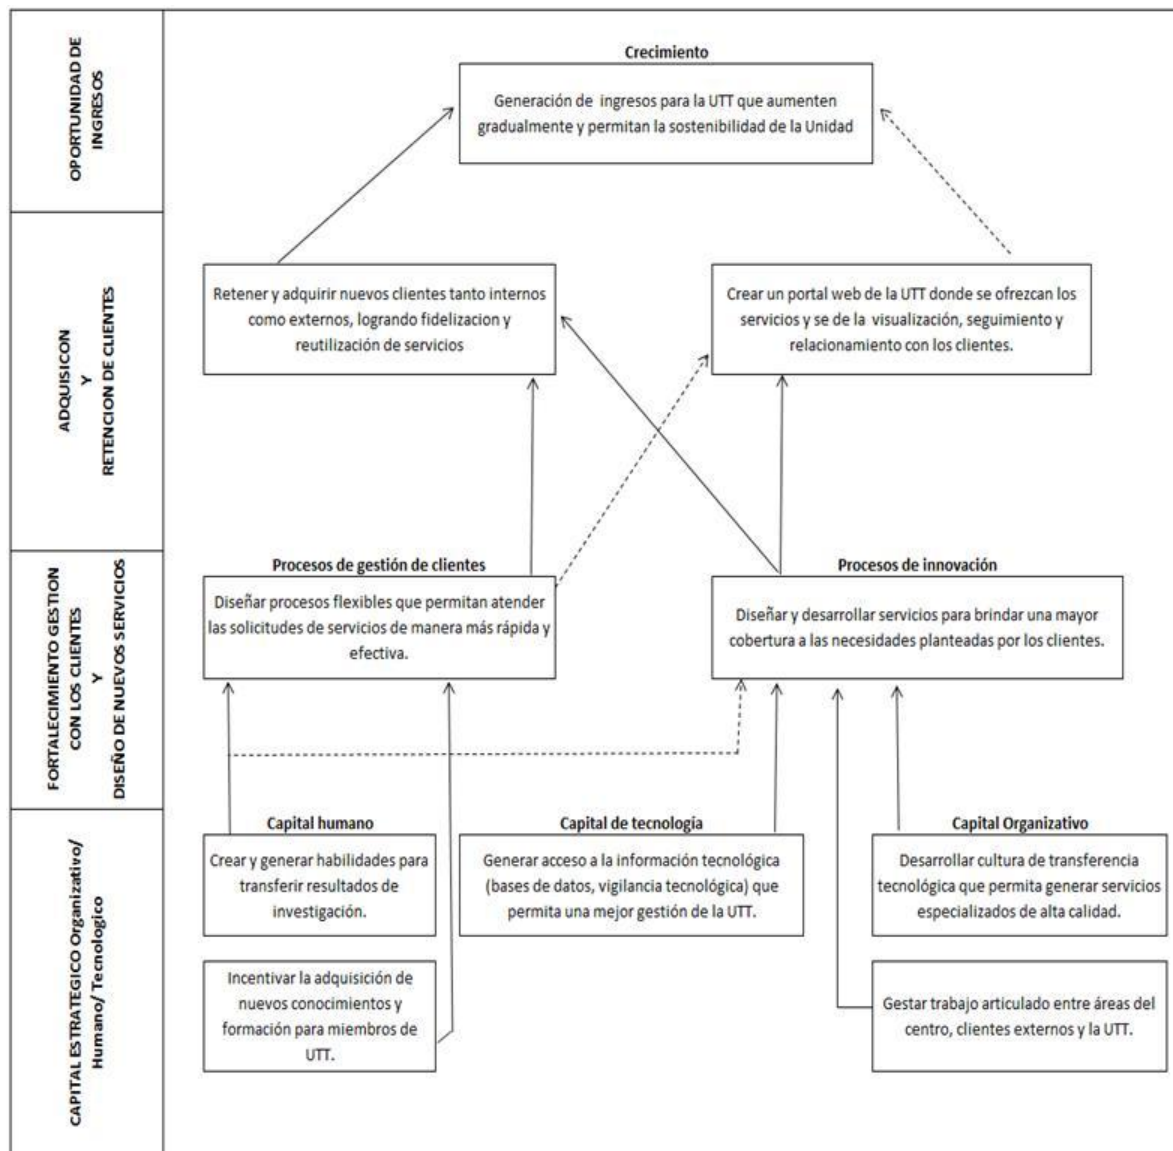 OPORTUNIDAD DE
INGRESOS
Crecimiento
Generación de ingresos para la UTT que aumenten
gradualmente y permitan la sostenibilidad de la Unidad
ADQUISICON
Y
RETENCION DE CLIENTES
Retener y adquirir nuevos clientes tanto internos
como externos, logrando fidelizacion y
reutilización de servicios
Crear un portal web de la UTT donde se ofrezcan los
servicios y se de la visualización, seguimiento y
relacionamiento con los clientes.
FORTALECIMIENTO GESTION
CON LOS CLIENTES
Y
DISEÑO DE NUEVOS SERVICIOS
Procesos de gestión de clientes
Diseñar procesos flexibles que permitan atender
las solicitudes de servicios de manera más rápida y
efectiva.
Procesos de innovación
Diseñar y desarrollar servicios para brindar una mayor
cobertura a las necesidades planteadas por los clientes.
CAPITAL ESTRATEGICO Organizativo/
Humano/ Tecnologico
Capital humano
Crear y generar habilidades para
transferir resultados de
investigación.
Incentivar la adquisición de
nuevos conocimientos y
formación para miembros de
UTT.
Capital de tecnología
Generar acceso a la información tecnológica
(bases de datos, vigilancia tecnológica) que
permita una mejor gestión de la UTT.
Capital Organizativo
Desarrollar cultura de transferencia
tecnológica que permita generar servicios
especializados de alta calidad.
Gestar trabajo articulado entre áreas del
centro, clientes externos y la UTT.